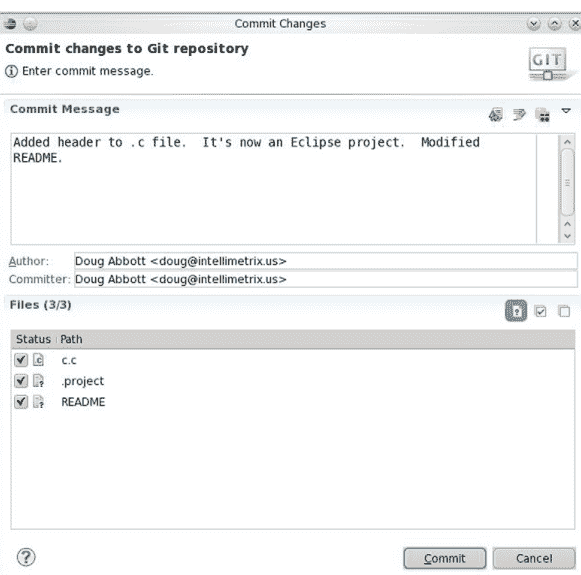 Commit Changes
Commit changes to Git repository
Enter commit message.
GIT
Commit Message
Added header to .c file. It's now an Eclipse project. Modified
README.
Author: Doug Abbott <doug@intellimetrix.us>
Committer: Doug Abbott <doug@intellimetrix.us>
Files (3/3)
Status Path
c.c
.project
README
Commit Cancel